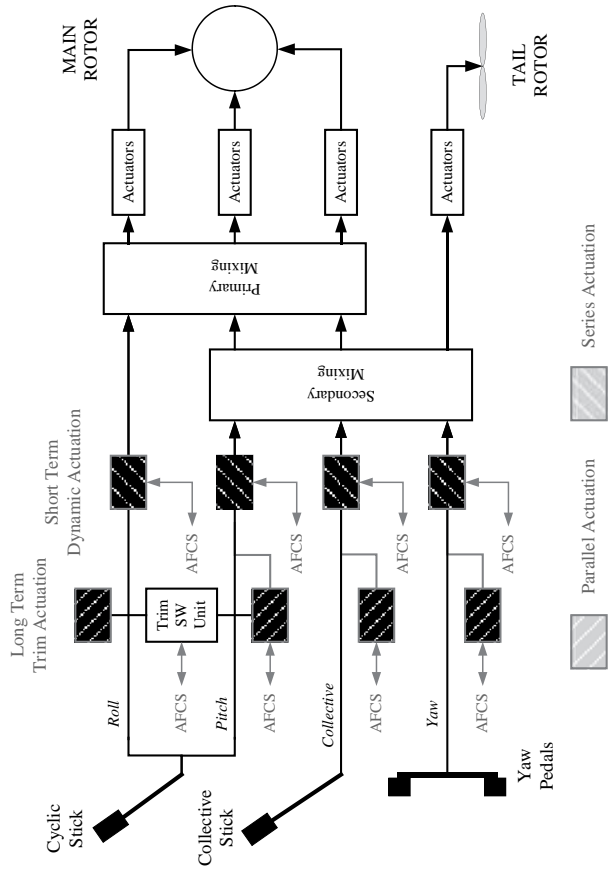 Cyclic
Stick
Collective
Stick
Yaw
Pedals
Roll
Pitch
Collective
Yaw
AFCS
AFCS
AFCS
AFCS
Long Term
Trim Actuation
Trim
SW
Unit
Short Term
Dynamic Actuation
AFCS
AFCS
AFCS
AFCS
Secondary
Mixing
Primary
Mixing
Actuators
Actuators
Actuators
Actuators
MAIN
ROTOR
TAIL
ROTOR
Parallel Actuation
Series Actuation